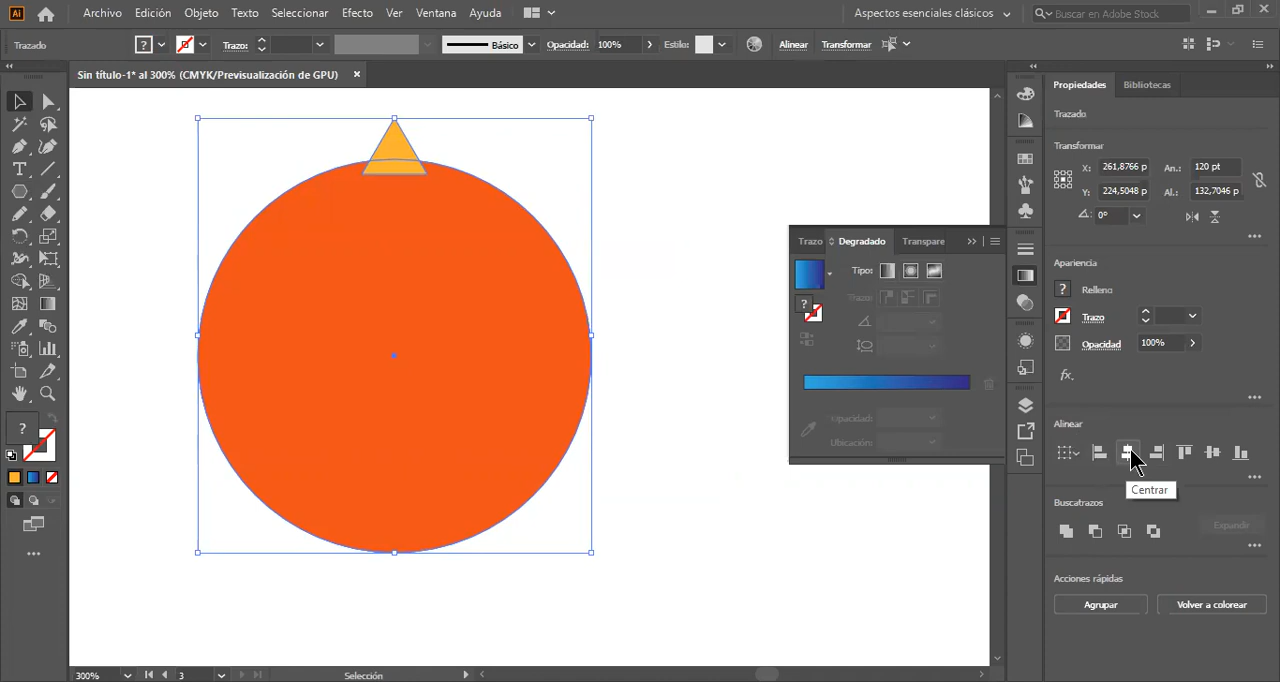 Ai Archivo Edición Objeto Texto Seleccionar Efecto Ver Ventana Ayuda Aspectos esenciales clásicos Buscar en Adobe Stock
Trazado ? Trazo: Básico Opacidad: 100% Estilo: Alinear Transformar
Sin título-1* al 300% (CMYK/Previsualización de GPU) ×
Propiedades Bibliotecas
Trazado
Transformar
X: 261,8766 p An.: 120 pt
Y: 224,5048 p Al.: 132,7046 p
0°
Trazo Degradado Transpare
Apariencia
Tipo:
? Relleno
Trazo:
?
Trazo
Opacidad 100%
fx.
Opacidad:
Ubicación:
Alinear
?
Centrar
Buscatrazos
Expandir
Acciones rápidas
Agrupar Volver a colorear
300% 3 Selección